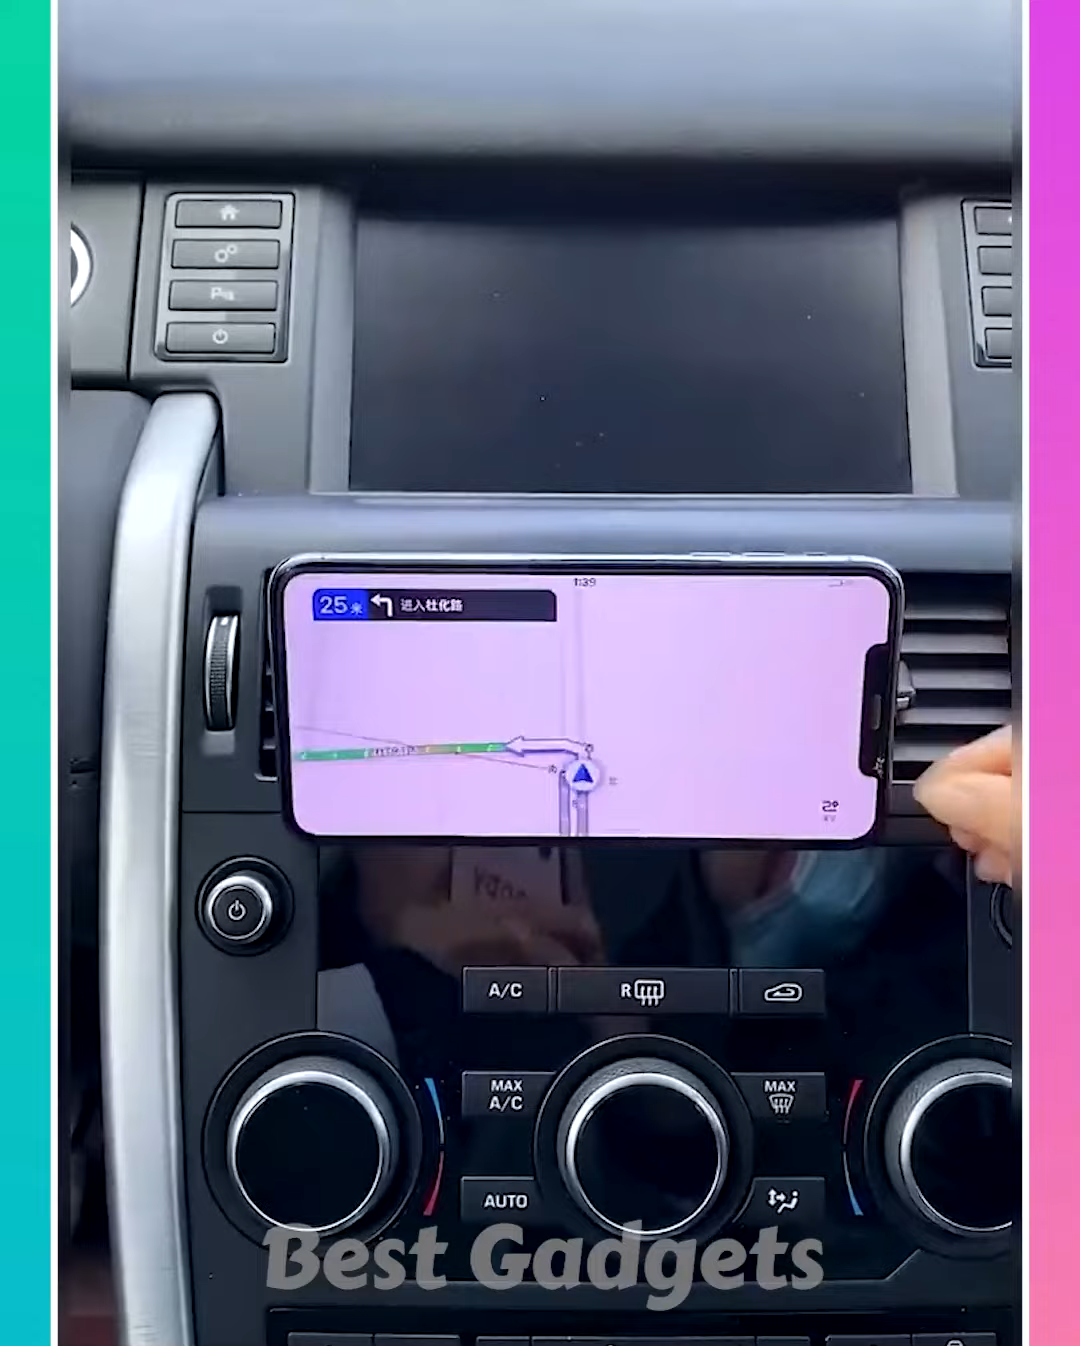 1:39
25米 进入杜化路
A/C
R
MAX
A/C
MAX
AUTO
Best Gadgets